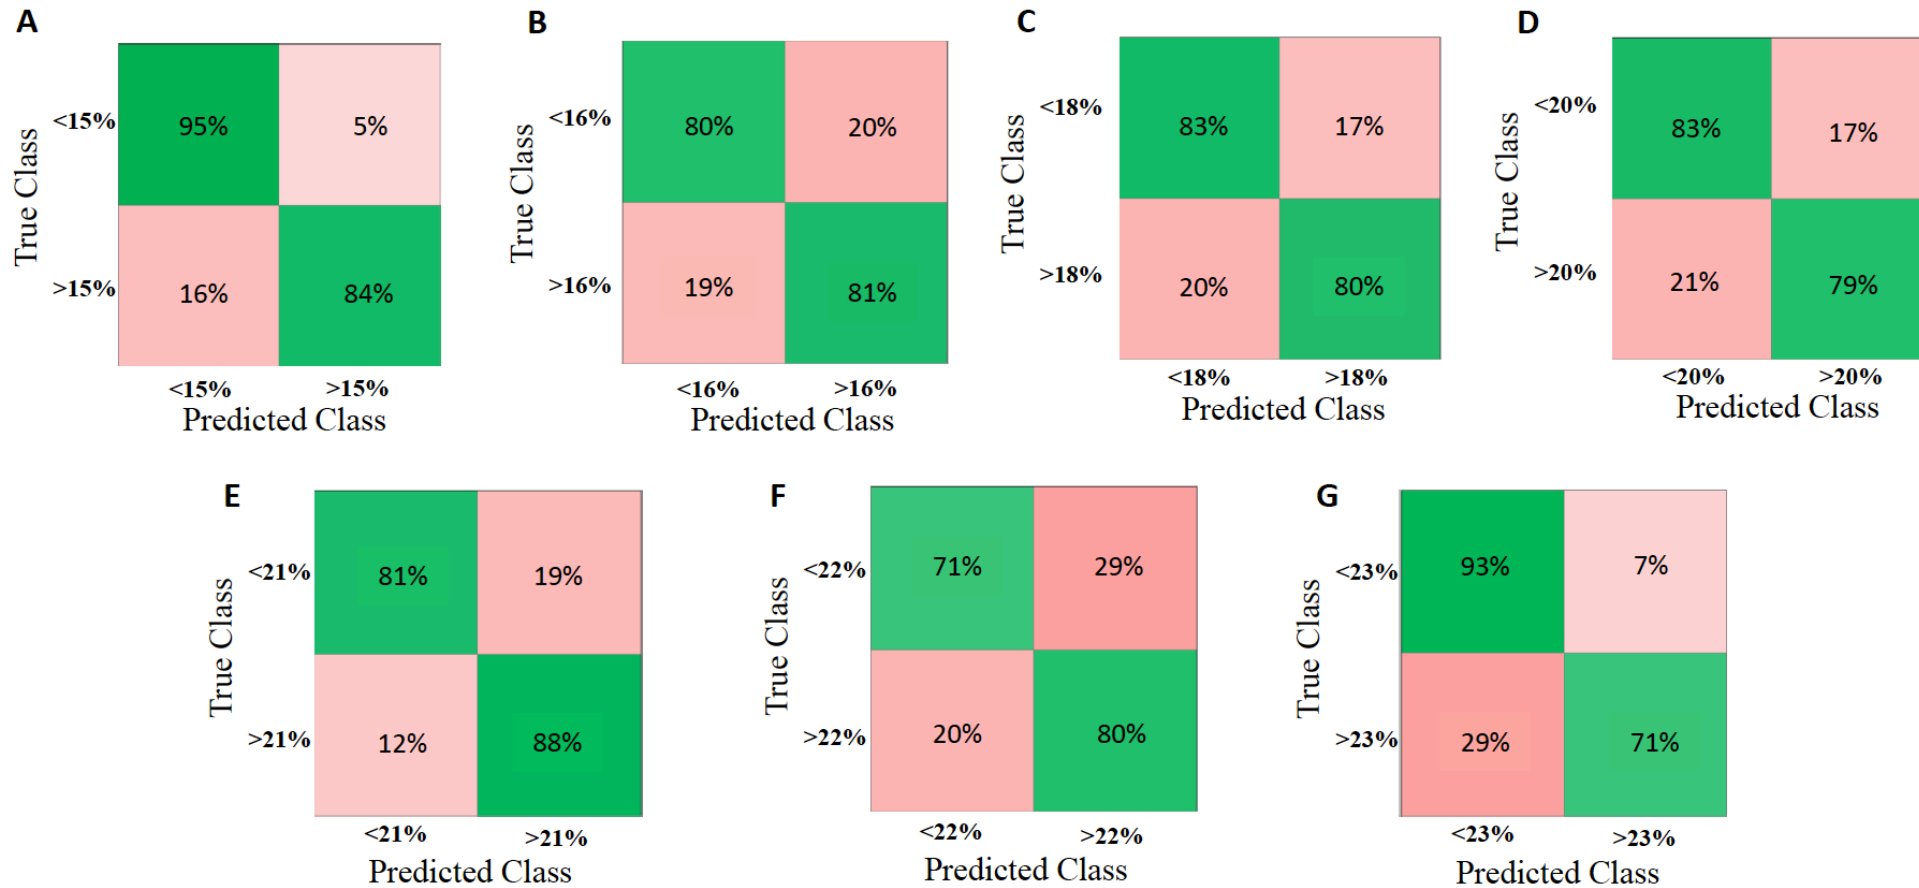 A
True Class
<15%
95%
5%
>15%
16%
84%
<15%
>15%
Predicted Class
B
True Class
<16%
80%
20%
>16%
19%
81%
<16%
>16%
Predicted Class
C
True Class
<18%
83%
17%
>18%
20%
80%
<18%
>18%
Predicted Class
D
True Class
<20%
83%
17%
>20%
21%
79%
<20%
>20%
Predicted Class
E
True Class
<21%
81%
19%
>21%
12%
88%
<21%
>21%
Predicted Class
F
True Class
<22%
71%
29%
>22%
20%
80%
<22%
>22%
Predicted Class
G
True Class
<23%
93%
7%
>23%
29%
71%
<23%
>23%
Predicted Class